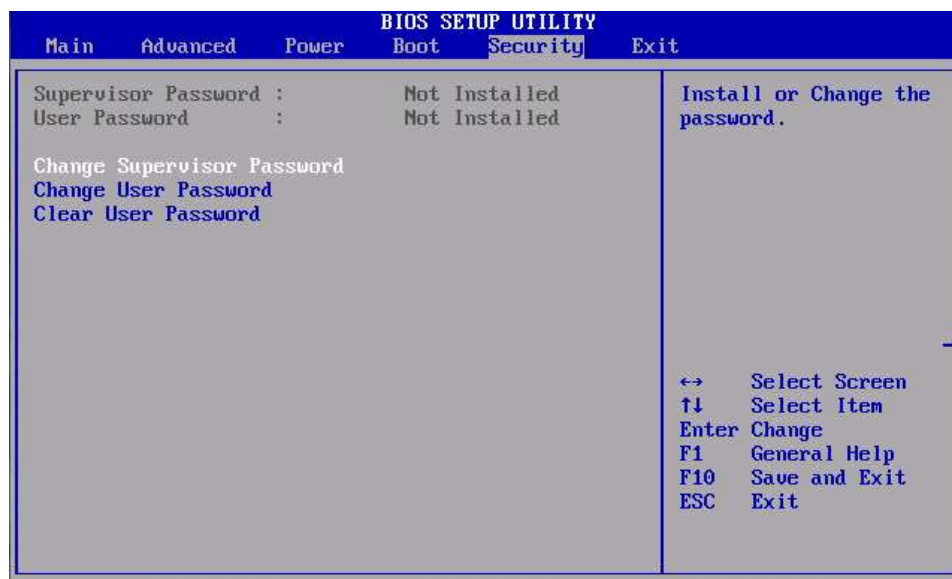 BIOS SETUP UTILITY
Main Advanced Power Boot Security Exit
Supervisor Password : Not Installed
User Password : Not Installed
Change Supervisor Password
Change User Password
Clear User Password
Install or Change the
password.
↔ Select Screen
↑↓ Select Item
Enter Change
F1 General Help
F10 Save and Exit
ESC Exit